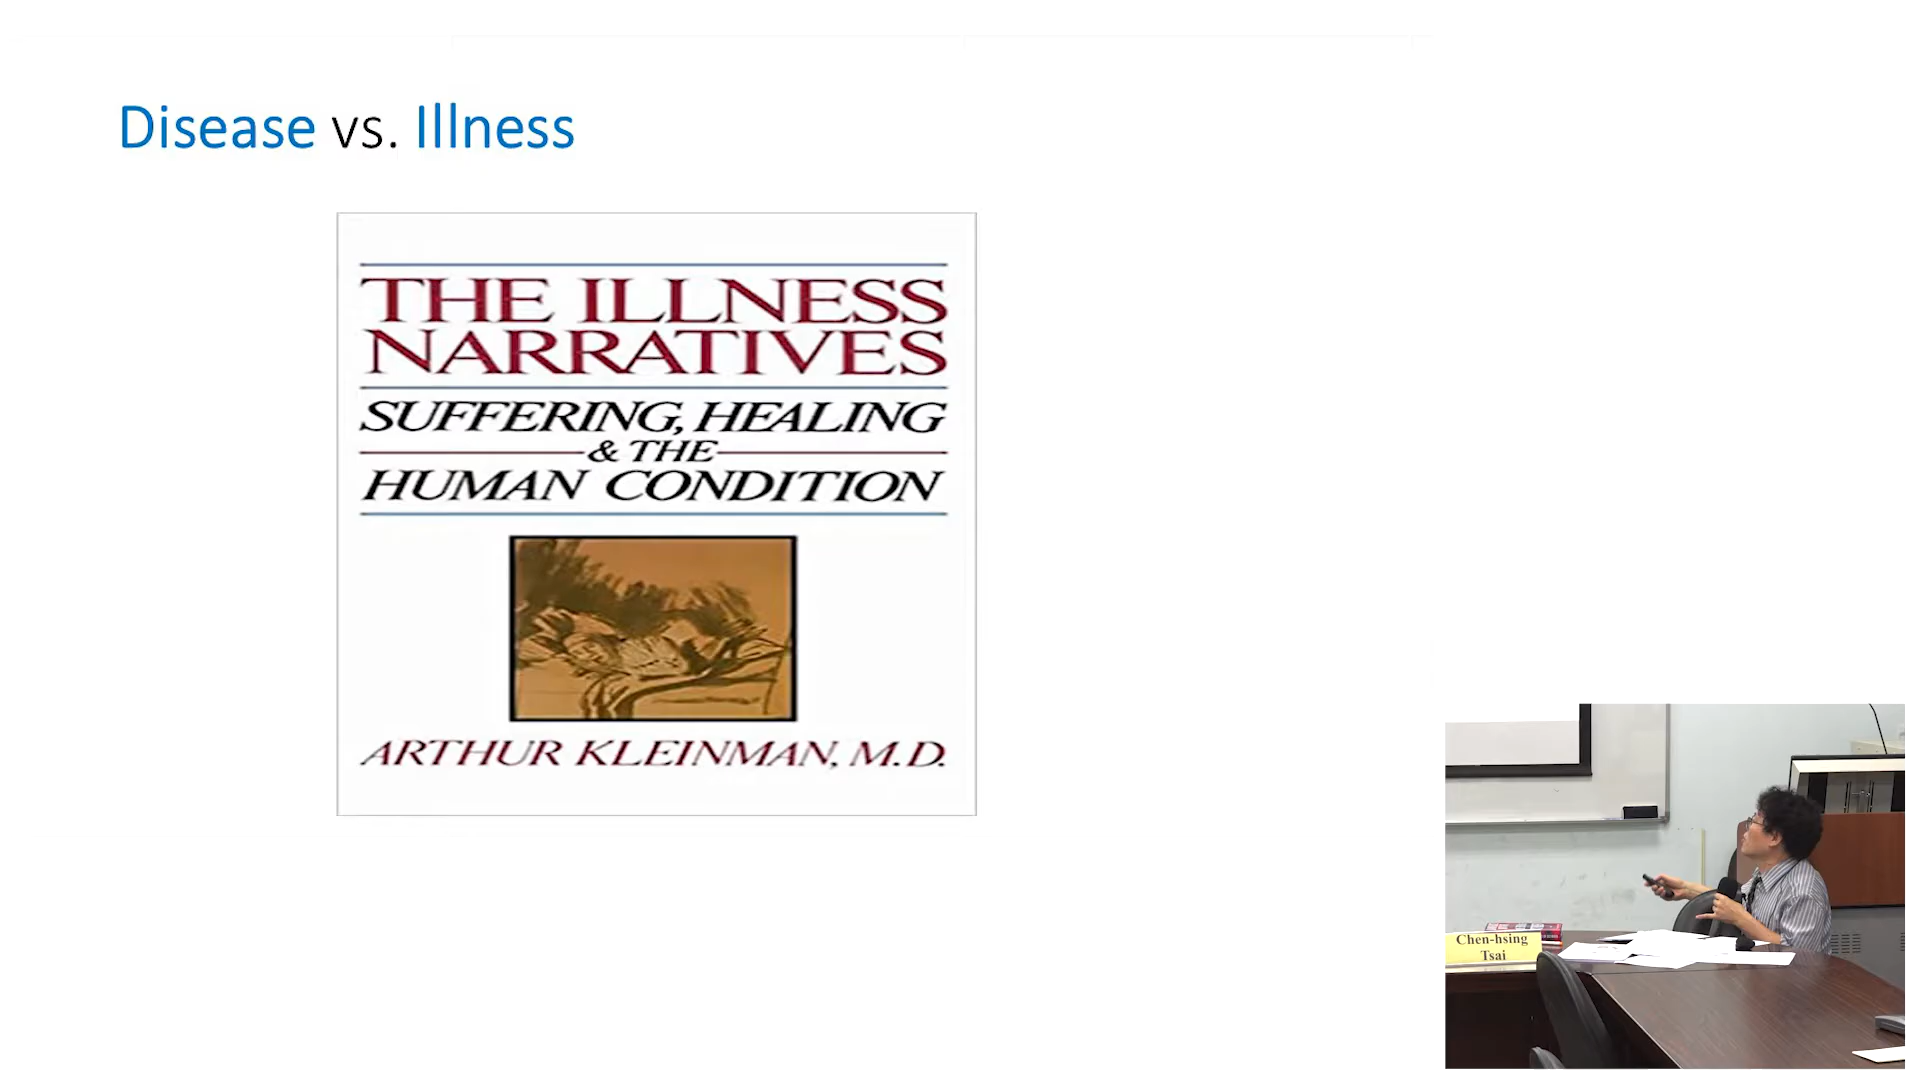 Disease vs. Illness
THE ILLNESS
NARRATIVES
SUFFERING, HEALING
& THE
HUMAN CONDITION
ARTHUR KLEINMAN, M.D.
Chen-hsing
Tsai